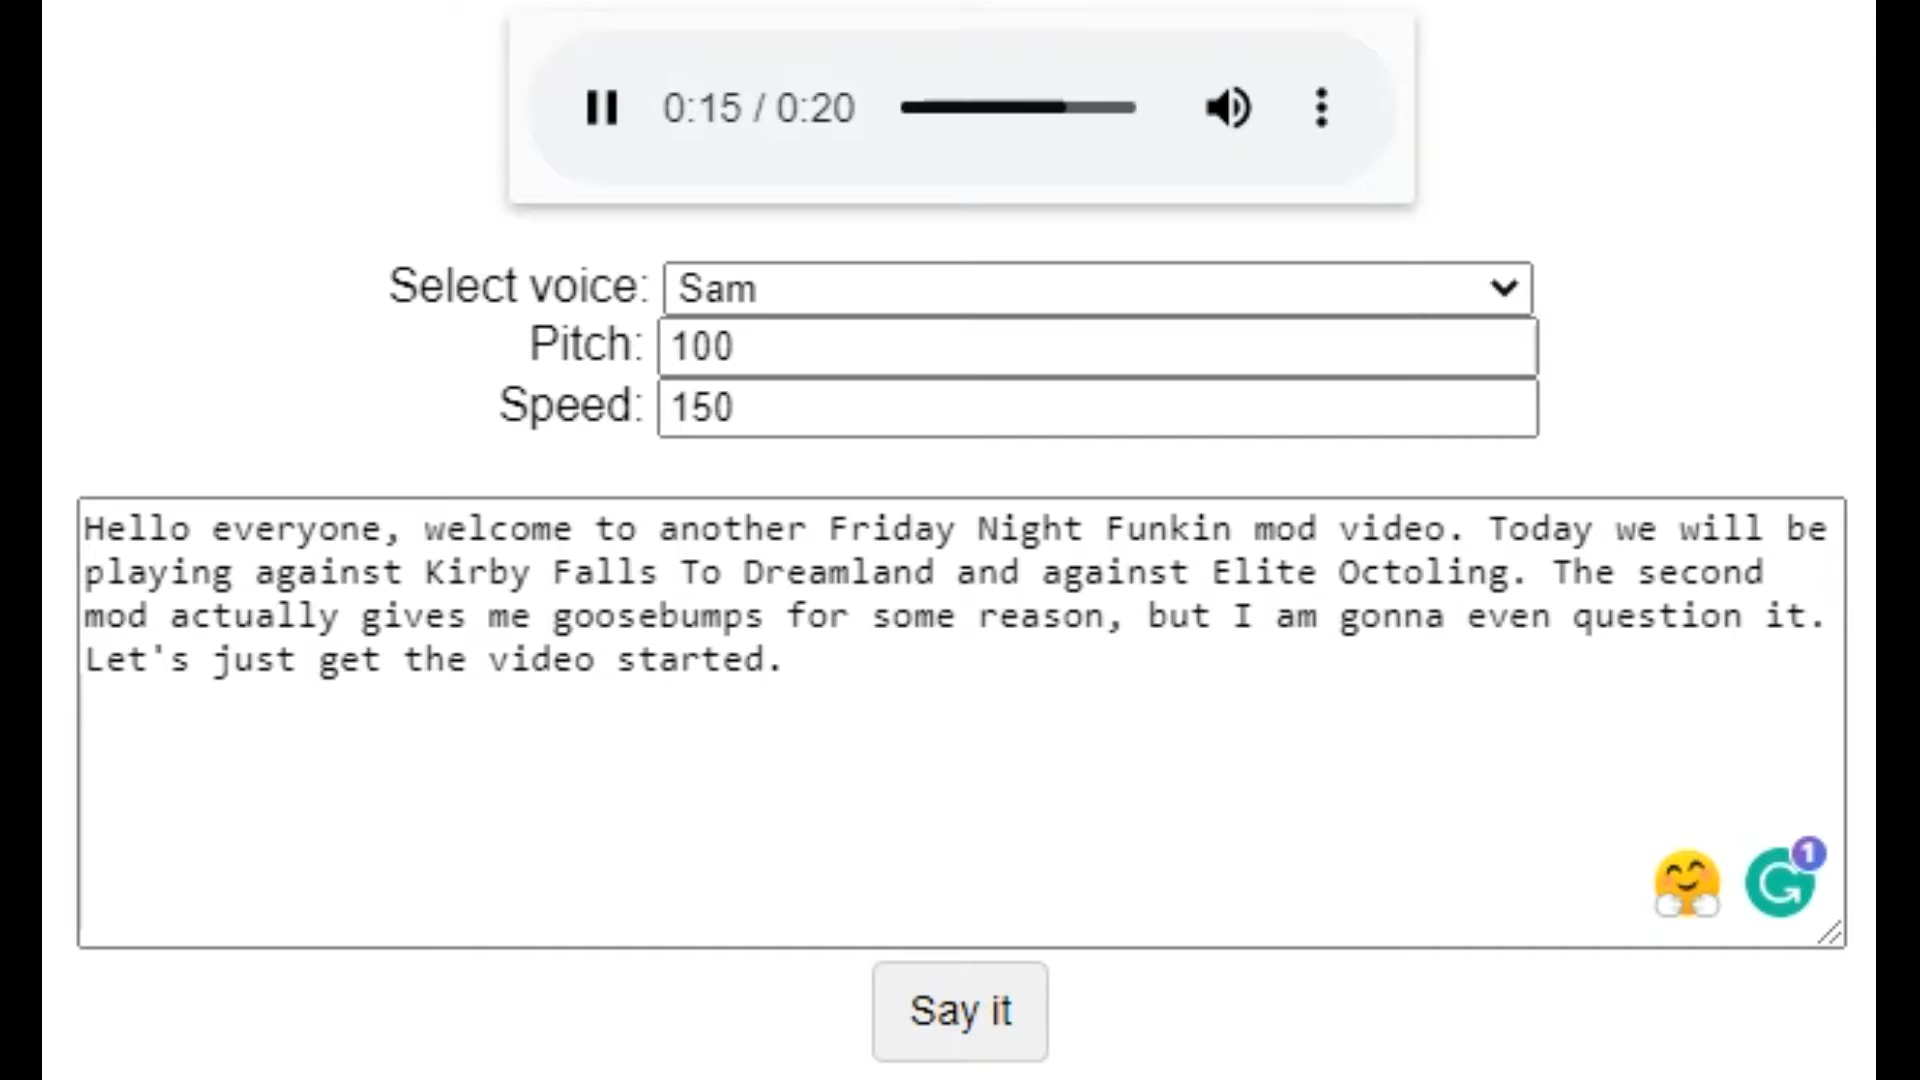 0:15 / 0:20
Select voice: Sam
Pitch: 100
Speed: 150
Hello everyone, welcome to another Friday Night Funkin mod video. Today we will be
playing against Kirby Falls To Dreamland and against Elite Octoling. The second
mod actually gives me goosebumps for some reason, but I am gonna even question it.
Let's just get the video started.
1
Say it